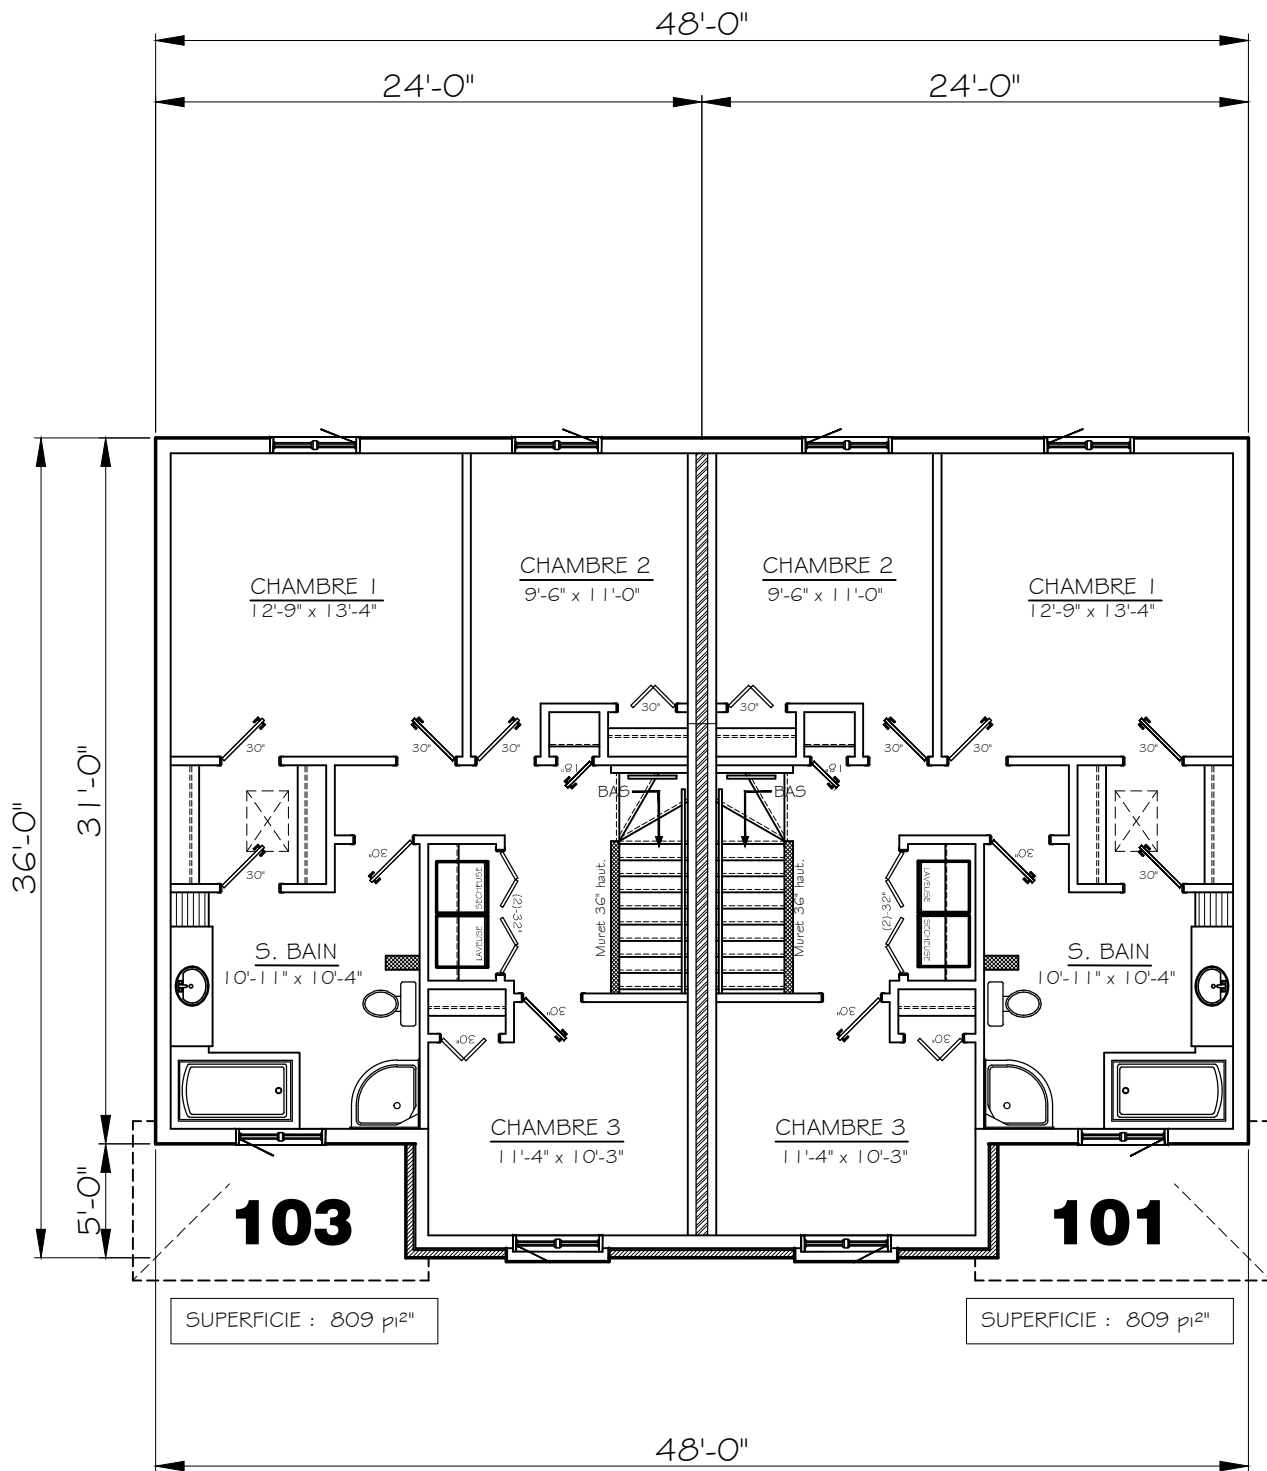 48'-0"
24'-0"
24'-0"
36'-0"
31'-0"
5'-0"
CHAMBRE 1
12'-9" x 13'-4"
CHAMBRE 2
9'-6" x 11'-0"
CHAMBRE 2
9'-6" x 11'-0"
CHAMBRE 1
12'-9" x 13'-4"
30"
30"
30"
30"
30"
30"
30"
30"
18"
18"
BAS
BAS
30"
30"
30"
30"
SECHEUSE
LAVEUSE
(2)-32"
Muret 36" haut.
Muret 36" haut.
(2)-32"
LAVEUSE
SECHEUSE
S. BAIN
10'-11" x 10'-4"
S. BAIN
10'-11" x 10'-4"
30"
30"
30"
30"
CHAMBRE 3
11'-4" x 10'-3"
CHAMBRE 3
11'-4" x 10'-3"
103
101
SUPERFICIE : 809 pi²"
SUPERFICIE : 809 pi²"
48'-0"